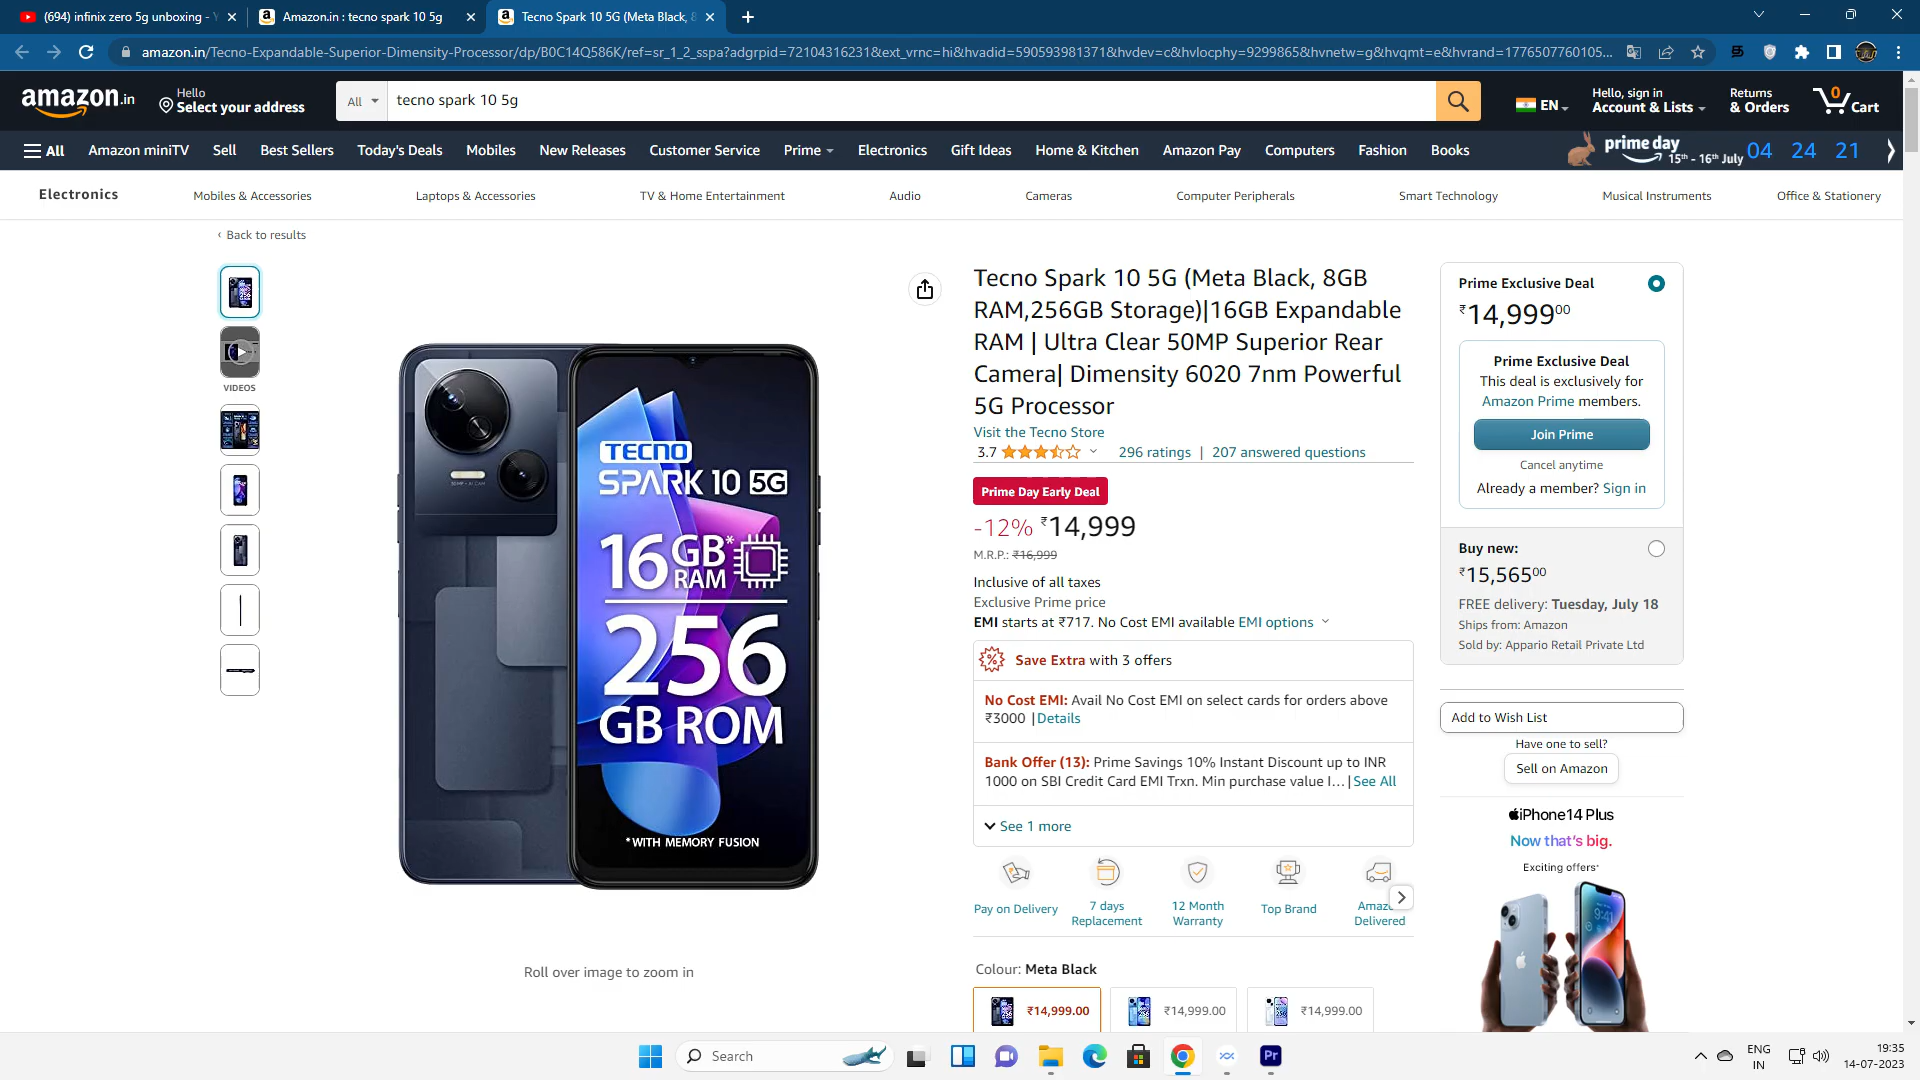 (694) infinix zero 5g unboxing - Y
Amazon.in : tecno spark 10 5g
Tecno Spark 10 5G (Meta Black, 8
amazon.in/Tecno-Expandable-Superior-Dimensity-Processor/dp/B0C14Q586K/ref=sr_1_2_sspa?adgrpid=72104316231&ext_vrnc=hi&hvadid=590593981371&hvdev=c&hvlocphy=9299865&hvnetw=g&hvqmt=e&hvrand=1776507760105...
amazon.in
Hello
Select your address
All
tecno spark 10 5g
EN
Hello, sign in
Account & Lists
Returns
& Orders
0
Cart
All
Amazon miniTV
Sell
Best Sellers
Today's Deals
Mobiles
New Releases
Customer Service
Prime
Electronics
Gift Ideas
Home & Kitchen
Amazon Pay
Computers
Fashion
Books
prime day
15th - 16th July
04 24 21
Electronics
Mobiles & Accessories
Laptops & Accessories
TV & Home Entertainment
Audio
Cameras
Computer Peripherals
Smart Technology
Musical Instruments
Office & Stationery
‹ Back to results
VIDEOS
TECNO
SPARK 10 5G
16 GB* RAM
256
GB ROM
*WITH MEMORY FUSION
Roll over image to zoom in
Tecno Spark 10 5G (Meta Black, 8GB
RAM,256GB Storage)|16GB Expandable
RAM | Ultra Clear 50MP Superior Rear
Camera| Dimensity 6020 7nm Powerful
5G Processor
Visit the Tecno Store
3.7
296 ratings | 207 answered questions
Prime Day Early Deal
-12% ₹14,999
M.R.P.: ₹16,999
Inclusive of all taxes
Exclusive Prime price
EMI starts at ₹717. No Cost EMI available EMI options
Save Extra with 3 offers
No Cost EMI: Avail No Cost EMI on select cards for orders above
₹3000 |Details
Bank Offer (13): Prime Savings 10% Instant Discount up to INR
1000 on SBI Credit Card EMI Trxn. Min purchase value I... |See All
See 1 more
Pay on Delivery
7 days
Replacement
12 Month
Warranty
Top Brand
Amaz
Delivered
Colour: Meta Black
₹14,999.00
₹14,999.00
₹14,999.00
Prime Exclusive Deal
₹14,999 00
Prime Exclusive Deal
This deal is exclusively for
Amazon Prime members.
Join Prime
Cancel anytime
Already a member? Sign in
Buy new:
₹15,565 00
FREE delivery: Tuesday, July 18
Ships from: Amazon
Sold by: Appario Retail Private Ltd
Add to Wish List
Have one to sell?
Sell on Amazon
iPhone 14 Plus
Now that's big.
Exciting offers*
9:41
Search
Pr
ENG
IN
19:35
14-07-2023